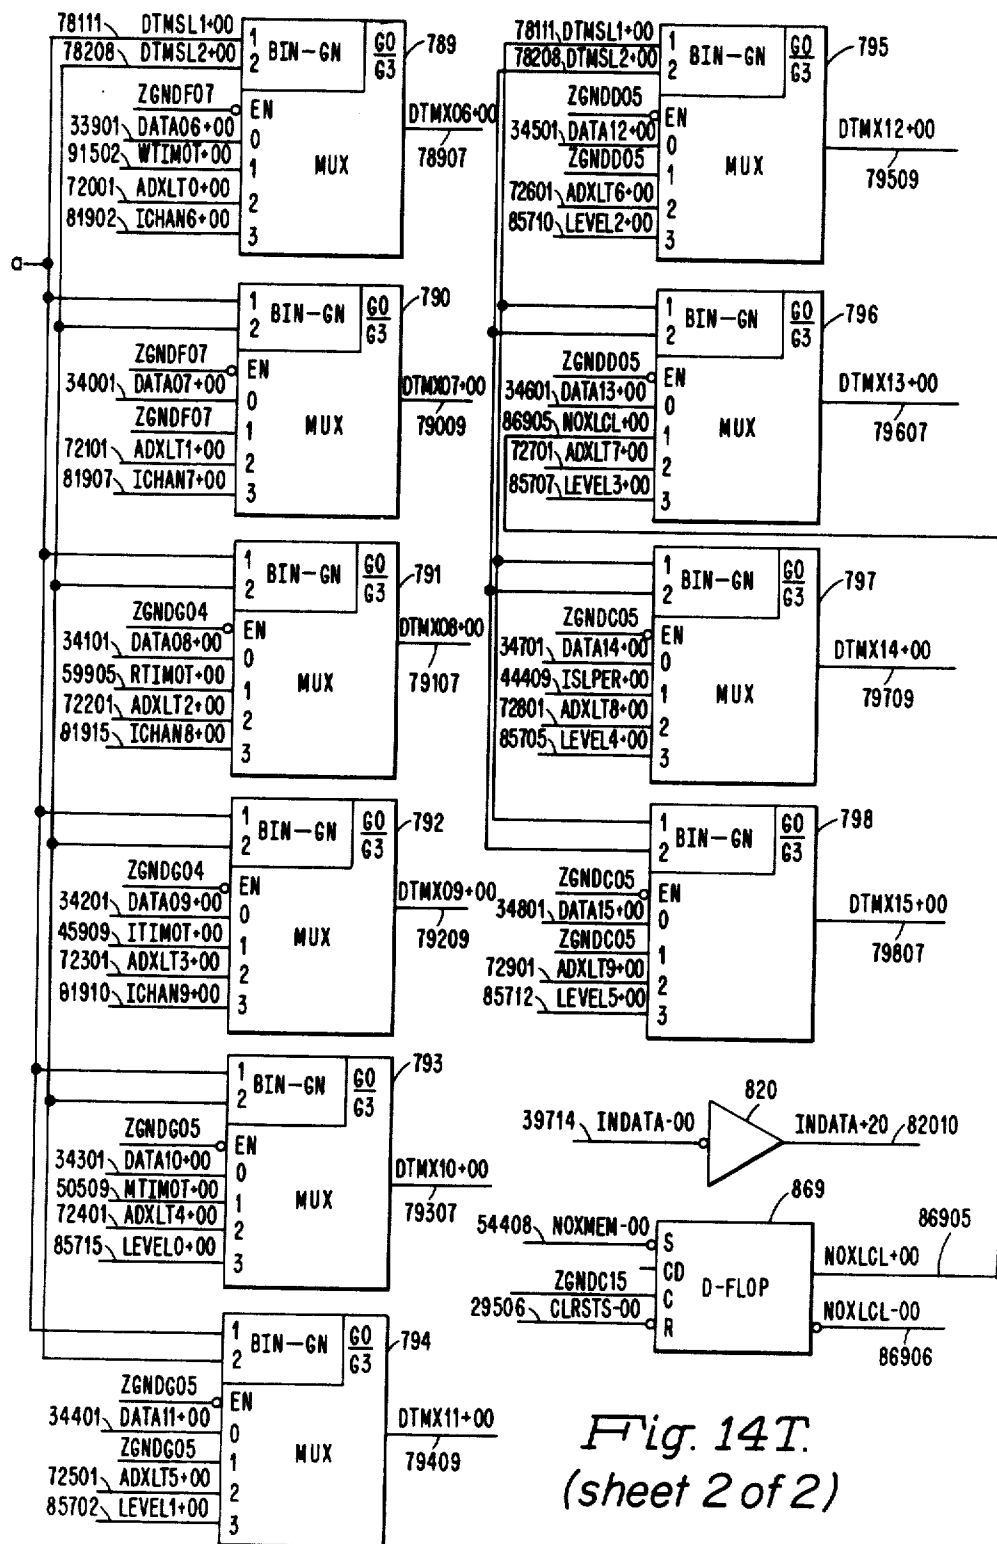 78111 DTMSL1+00
78208 DTMSL2+00
1 BIN-GN G0
2 G3
789
ZGNDF07
EN
33901 DATA06+00 0
91502 WTIMOT+00 1
72001 ADXLT0+00 2
81902 ICHAN6+00 3
MUX
DTMX06+00
78907
a
1 BIN-GN G0
2 G3
790
ZGNDF07
EN
34001 DATA07+00 0
ZGNDF07 1
72101 ADXLT1+00 2
81907 ICHAN7+00 3
MUX
DTMX07+00
79009
1 BIN-GN G0
2 G3
791
ZGNDG04
EN
34101 DATA08+00 0
59905 RTIMOT+00 1
72201 ADXLT2+00 2
81915 ICHAN8+00 3
MUX
DTMX08+00
79107
1 BIN-GN G0
2 G3
792
ZGNDG04
EN
34201 DATA09+00 0
45909 ITIMOT+00 1
72301 ADXLT3+00 2
81910 ICHAN9+00 3
MUX
DTMX09+00
79209
1 BIN-GN G0
2 G3
793
ZGNDG05
EN
34301 DATA10+00 0
50509 MTIMOT+00 1
72401 ADXLT4+00 2
85715 LEVEL0+00 3
MUX
DTMX10+00
79307
1 BIN-GN G0
2 G3
794
ZGNDG05
EN
34401 DATA11+00 0
ZGNDG05 1
72501 ADXLT5+00 2
85702 LEVEL1+00 3
MUX
DTMX11+00
79409
78111 DTMSL1+00
78208 DTMSL2+00
1 BIN-GN G0
2 G3
795
ZGNDD05
EN
34501 DATA12+00 0
ZGNDD05 1
72601 ADXLT6+00 2
85710 LEVEL2+00 3
MUX
DTMX12+00
79509
1 BIN-GN G0
2 G3
796
ZGNDD05
EN
34601 DATA13+00 0
86905 NOXLCL+00 1
72701 ADXLT7+00 2
85707 LEVEL3+00 3
MUX
DTMX13+00
79607
1 BIN-GN G0
2 G3
797
ZGNDC05
EN
34701 DATA14+00 0
44409 ISLPER+00 1
72801 ADXLT8+00 2
85705 LEVEL4+00 3
MUX
DTMX14+00
79709
1 BIN-GN G0
2 G3
798
ZGNDC05
EN
34801 DATA15+00 0
ZGNDC05 1
72901 ADXLT9+00 2
85712 LEVEL5+00 3
MUX
DTMX15+00
79807
820
39714 INDATA-00 INDATA+20 82010
869
54408 NOXMEM-00 S
CD
ZGNDC15 C
29506 CLRSTS-00 R
D-FLOP
NOXLCL+00
86905
NOXLCL-00
86906
Fig. 14T.
(sheet 2 of 2)